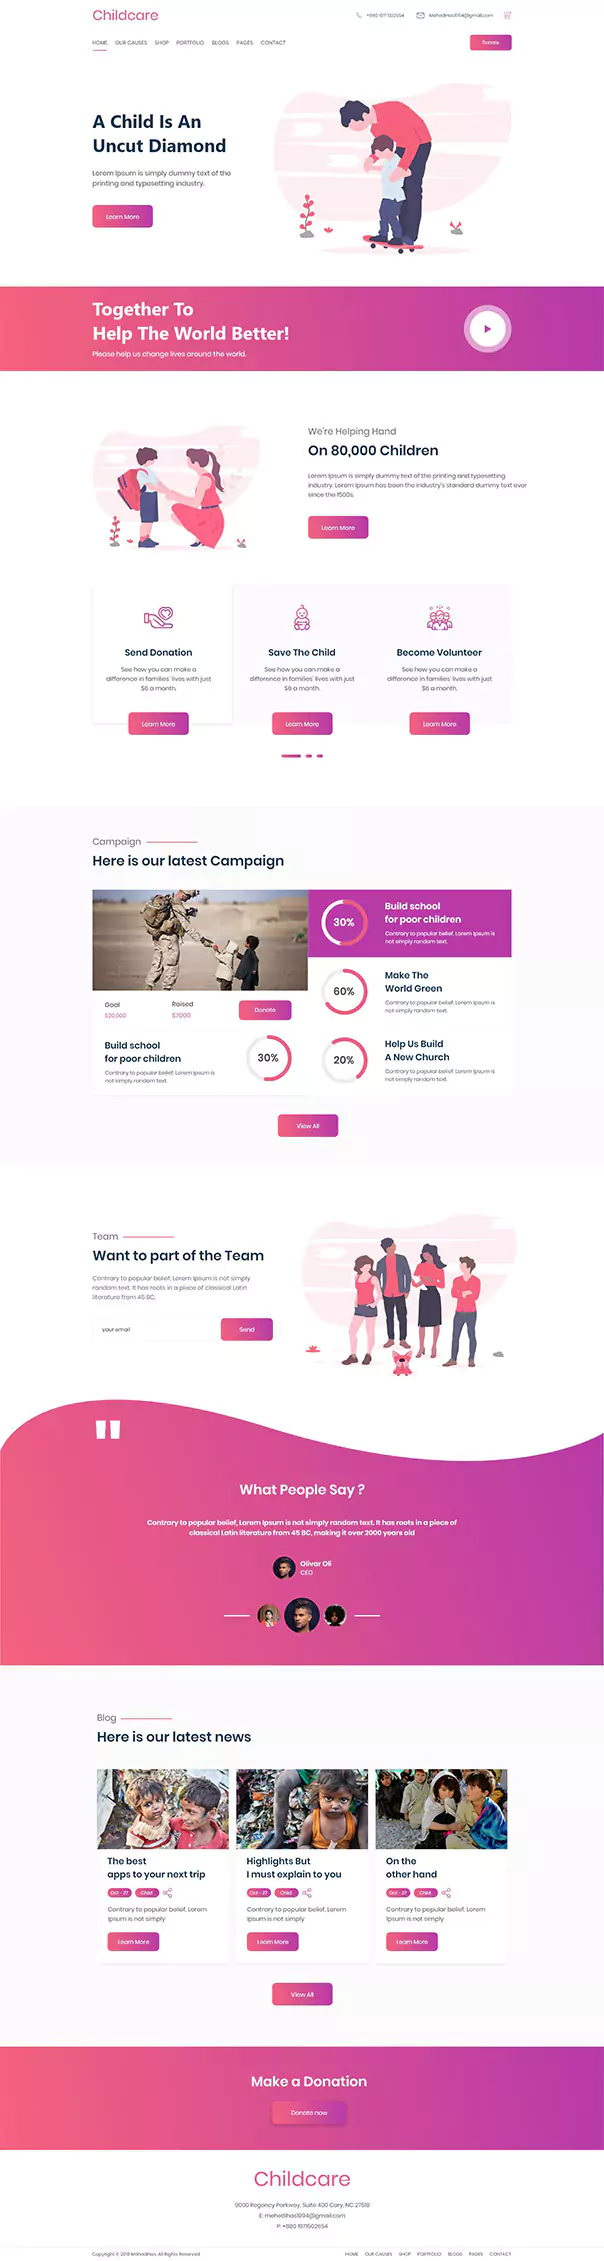 Childcare
+880 1971502654
MehediHas1994@gmail.com
HOME OUR CAUSES SHOP PORTFOLIO BLOGS PAGES CONTACT
Donate
A Child Is An
Uncut Diamond
Lorem Ipsum is simply dummy text of the
printing and typesetting industry.
Learn More
Together To
Help The World Better!
Please help us change lives around the world.
We're Helping Hand
On 80,000 Children
Lorem Ipsum is simply dummy text of the printing and typesetting
industry. Lorem Ipsum has been the industry's standard dummy text ever
since the 1500s.
Learn More
Send Donation
See how you can make a
difference in families' lives with just
$6 a month.
Learn More
Save The Child
See how you can make a
difference in families' lives with just
$6 a month.
Learn More
Become Volunteer
See how you can make a
difference in families' lives with just
$6 a month.
Learn More
Campaign
Here is our latest Campaign
Goal
$20,000
Raised
$7000
Donate
Build school
for poor children
Contrary to popular belief, Lorem Ipsum is
not simply random text.
30%
30%
Build school
for poor children
Contrary to popular belief, Lorem Ipsum is
not simply random text.
60%
Make The
World Green
Contrary to popular belief, Lorem Ipsum is
not simply random text.
20%
Help Us Build
A New Church
Contrary to popular belief, Lorem Ipsum is
not simply random text.
View All
Team
Want to part of the Team
Contrary to popular belief, Lorem Ipsum is not simply
random text. It has roots in a piece of classical Latin
literature from 45 BC.
your email
Send
"
What People Say ?
Contrary to popular belief, Lorem Ipsum is not simply random text. It has roots in a piece of
classical Latin literature from 45 BC, making it over 2000 years old
Olivar Oli
CEO
Blog
Here is our latest news
The best
apps to your next trip
Oct - 27 Child
Contrary to popular belief, Lorem
Ipsum is not simply
Learn More
Highlights But
I must explain to you
Oct - 27 Child
Contrary to popular belief, Lorem
Ipsum is not simply
Learn More
On the
other hand
Oct - 27 Child
Contrary to popular belief, Lorem
Ipsum is not simply
Learn More
View All
Make a Donation
Donate now
Childcare
9000 Regency Parkway, Suite 400 Cary, NC 27518
E: mehedihas1994@gmail.com
P: +880 1971502654
Copyright © 2019 MehediHas. All Rights Reserved
HOME OUR CAUSES SHOP PORTFOLIO BLOGS PAGES CONTACT